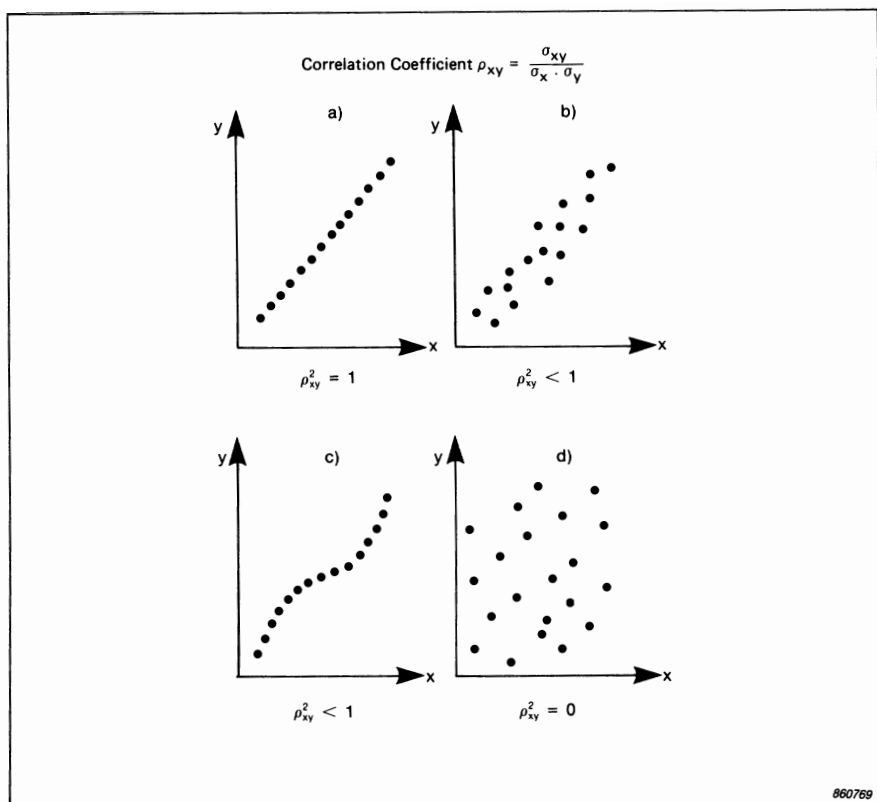 Correlation Coefficient ρxy = σxy / σx · σy
a)
y
x
ρ²xy = 1
b)
y
x
ρ²xy < 1
c)
y
x
ρ²xy < 1
d)
y
x
ρ²xy = 0
860769